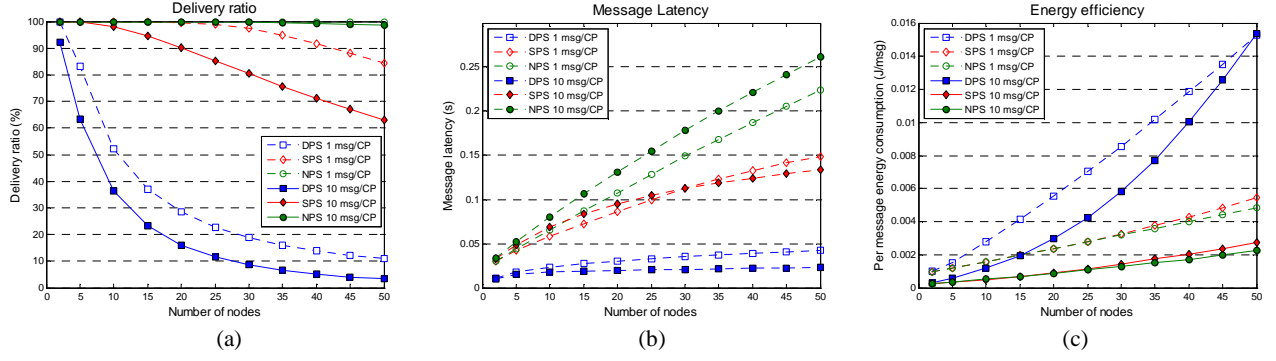 Delivery ratio
100
90
80
70
60
50
40
30
20
10
0
Delivery ratio (%)
DPS 1 msg/CP
SPS 1 msg/CP
NPS 1 msg/CP
DPS 10 msg/CP
SPS 10 msg/CP
NPS 10 msg/CP
0 5 10 15 20 25 30 35 40 45 50
Number of nodes
(a)
Message Latency
0.25
0.2
0.15
0.1
0.05
0
Message latency (s)
DPS 1 msg/CP
SPS 1 msg/CP
NPS 1 msg/CP
DPS 10 msg/CP
SPS 10 msg/CP
NPS 10 msg/CP
0 5 10 15 20 25 30 35 40 45 50
Number of nodes
(b)
Energy efficiency
0.016
0.014
0.012
0.01
0.008
0.006
0.004
0.002
0
Per message energy consumption (J/msg)
DPS 1 msg/CP
SPS 1 msg/CP
NPS 1 msg/CP
DPS 10 msg/CP
SPS 10 msg/CP
NPS 10 msg/CP
0 5 10 15 20 25 30 35 40 45 50
Number of nodes
(c)